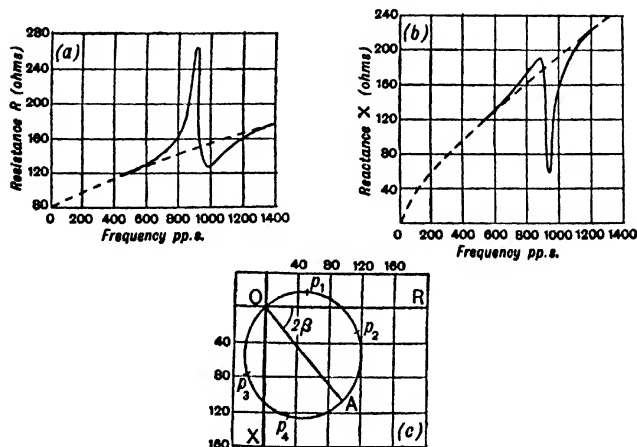 (a)
Resistance R (ohms)
280
240
200
160
120
80
0 200 400 600 800 1000 1400
Frequency pp.s.
(b)
Reactance X (ohms)
240
200
160
120
80
40
0 200 400 600 800 1000 1400
Frequency pp.s.
(c)
40 80 120
O p1 R
2β
40 p2
80 p3
A
120 p4
160 X